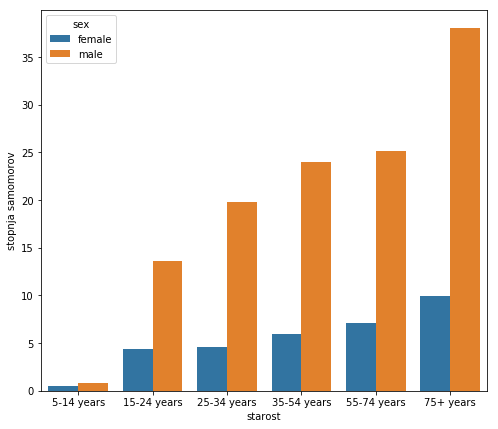 sex
female
male
stopnja samomorov
35
30
25
20
15
10
5
0
5-14 years
15-24 years
25-34 years
35-54 years
55-74 years
75+ years
starost